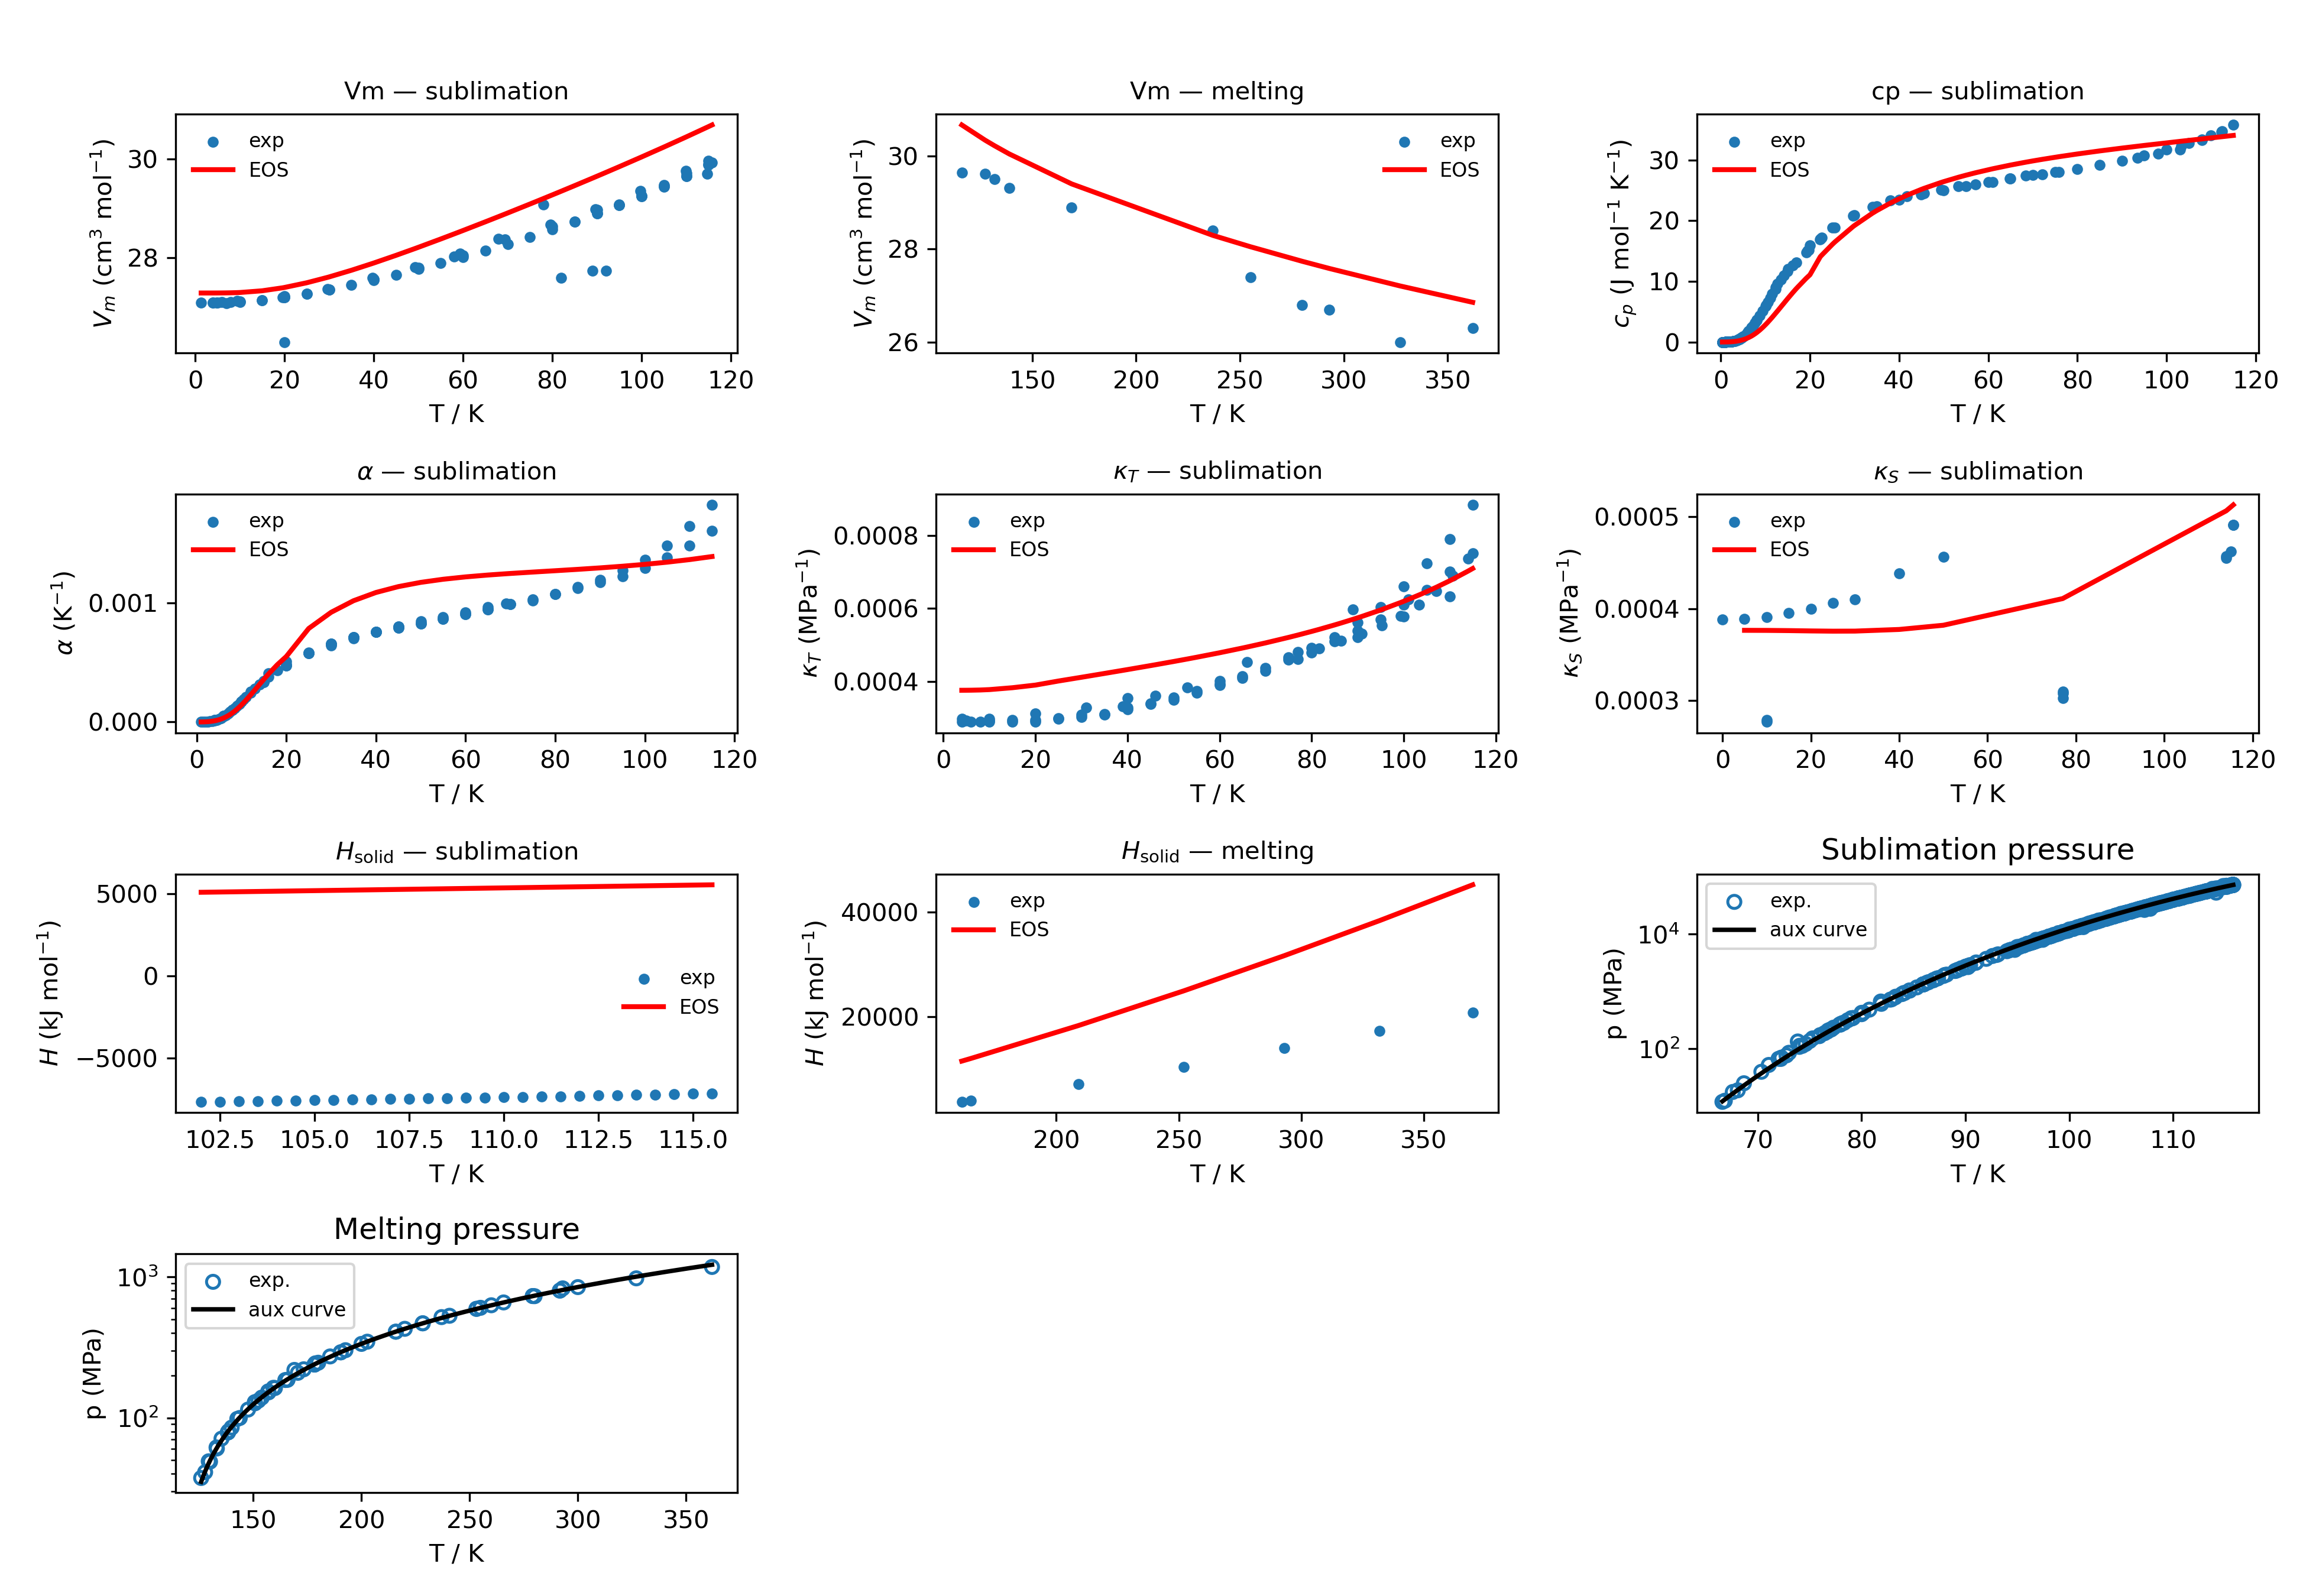 Vm — sublimation
exp
EOS
30
28
0 20 40 60 80 100 120
V_m (cm³ mol⁻¹)
T / K
Vm — melting
exp
EOS
30
28
26
150 200 250 300 350
V_m (cm³ mol⁻¹)
T / K
cp — sublimation
exp
EOS
30
20
10
0
0 20 40 60 80 100 120
c_p (J mol⁻¹ K⁻¹)
T / K
α — sublimation
exp
EOS
0.001
0.000
0 20 40 60 80 100 120
α (K⁻¹)
T / K
κ_T — sublimation
exp
EOS
0.0008
0.0006
0.0004
0 20 40 60 80 100 120
κ_T (MPa⁻¹)
T / K
κ_S — sublimation
exp
EOS
0.0005
0.0004
0.0003
0 20 40 60 80 100 120
κ_S (MPa⁻¹)
T / K
H_solid — sublimation
exp
EOS
5000
0
−5000
102.5 105.0 107.5 110.0 112.5 115.0
H (kJ mol⁻¹)
T / K
H_solid — melting
exp
EOS
40000
20000
200 250 300 350
H (kJ mol⁻¹)
T / K
Sublimation pressure
exp.
aux curve
10⁴
10²
70 80 90 100 110
p (MPa)
T / K
Melting pressure
exp.
aux curve
10³
10²
150 200 250 300 350
p (MPa)
T / K